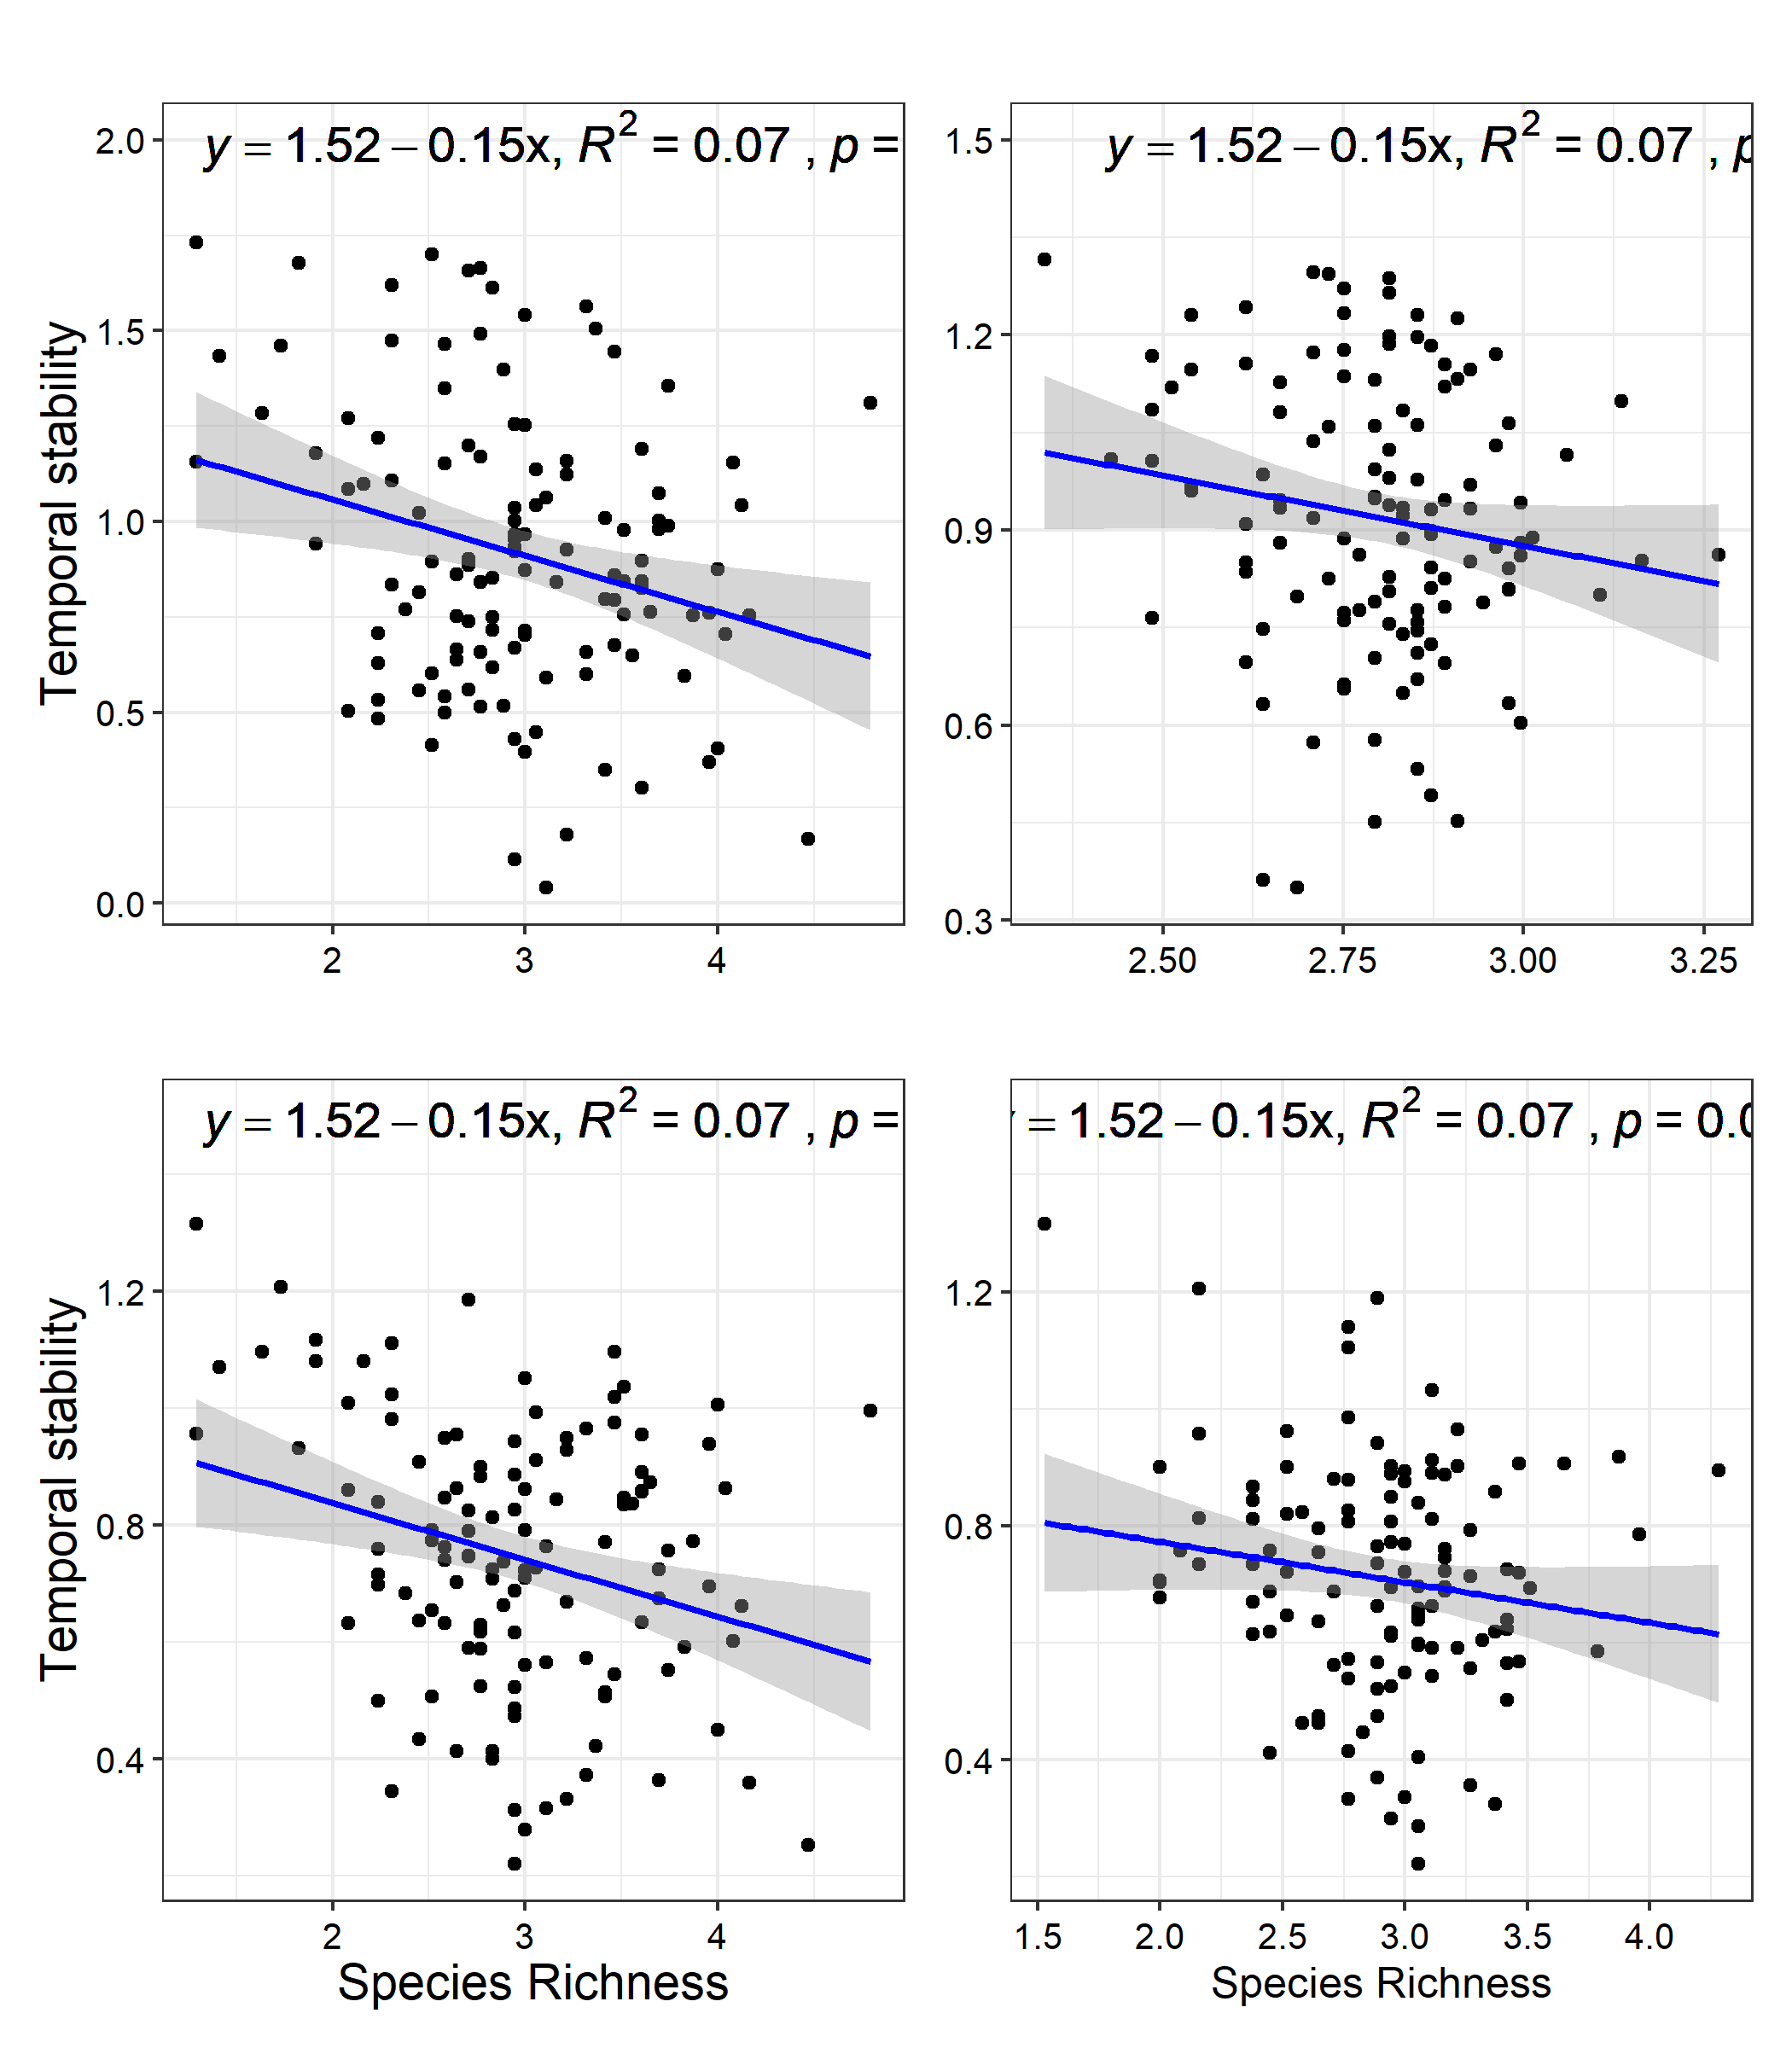 y = 1.52 − 0.15x, R² = 0.07 , p =
y = 1.52 − 0.15x, R² = 0.07 , p
2.0
1.5
1.0
0.5
0.0
Temporal stability
2 3 4
1.5
1.2
0.9
0.6
0.3
2.50 2.75 3.00 3.25
y = 1.52 − 0.15x, R² = 0.07 , p =
y = 1.52 − 0.15x, R² = 0.07 , p = 0.0
1.2
0.8
0.4
Temporal stability
2 3 4
Species Richness
1.2
0.8
0.4
1.5 2.0 2.5 3.0 3.5 4.0
Species Richness